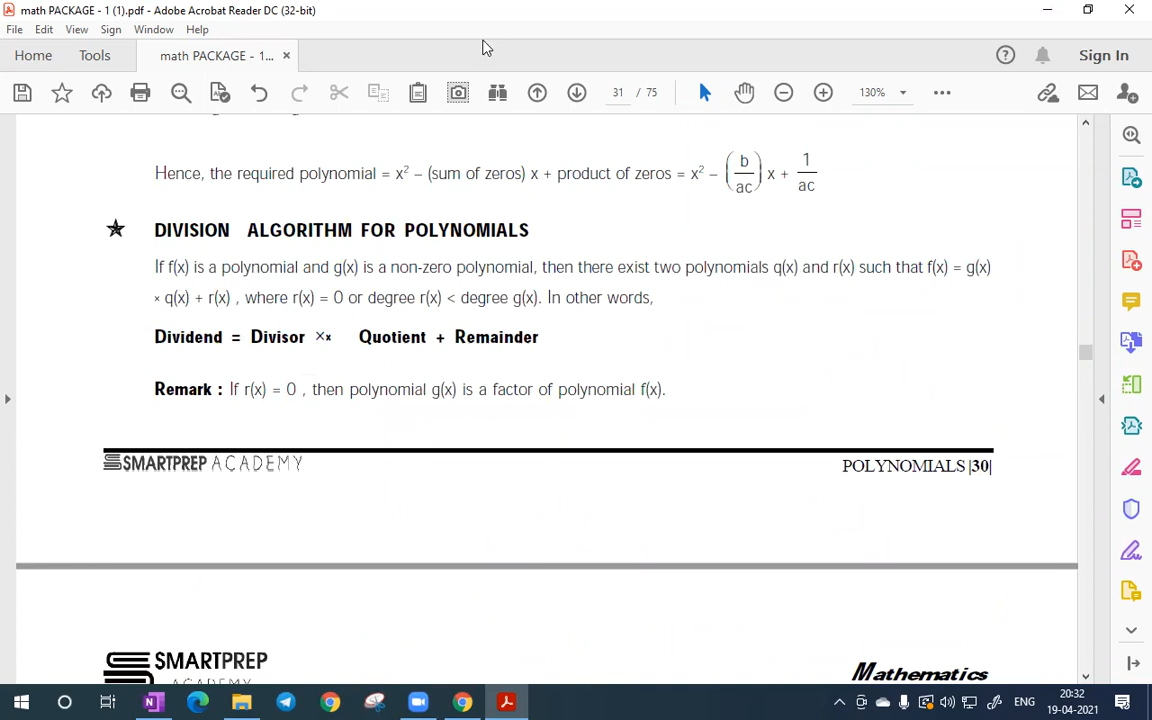 math PACKAGE - 1 (1).pdf - Adobe Acrobat Reader DC (32-bit)
File Edit View Sign Window Help
Home Tools math PACKAGE - 1... × Sign In
31 / 75 130%
Hence, the required polynomial = x² – (sum of zeros) x + product of zeros = x² – (b/ac) x + 1/ac
★ DIVISION ALGORITHM FOR POLYNOMIALS
If f(x) is a polynomial and g(x) is a non-zero polynomial, then there exist two polynomials q(x) and r(x) such that f(x) = g(x)
× q(x) + r(x) , where r(x) = 0 or degree r(x) < degree g(x). In other words,
Dividend = Divisor ×× Quotient + Remainder
Remark : If r(x) = 0 , then polynomial g(x) is a factor of polynomial f(x).
SMARTPREP ACADEMY POLYNOMIALS |30|
SMARTPREP
ACADEMY
Mathematics
ENG
20:32
19-04-2021